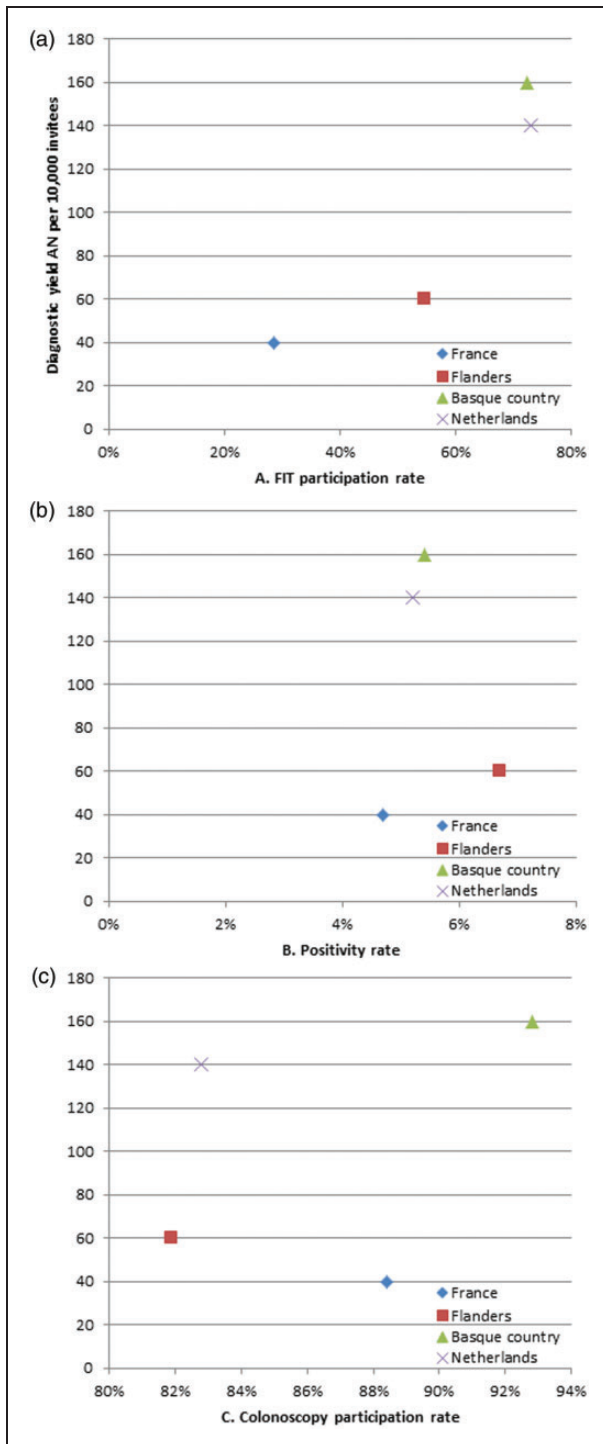 (a)
Diagnostic yield AN per 10,000 invitees
180
160
140
120
100
80
60
40
20
0
France
Flanders
Basque country
Netherlands
0% 20% 40% 60% 80%
A. FIT participation rate
(b)
180
160
140
120
100
80
60
40
20
0
France
Flanders
Basque country
Netherlands
0% 2% 4% 6% 8%
B. Positivity rate
(c)
180
160
140
120
100
80
60
40
20
0
France
Flanders
Basque country
Netherlands
80% 82% 84% 86% 88% 90% 92% 94%
C. Colonoscopy participation rate